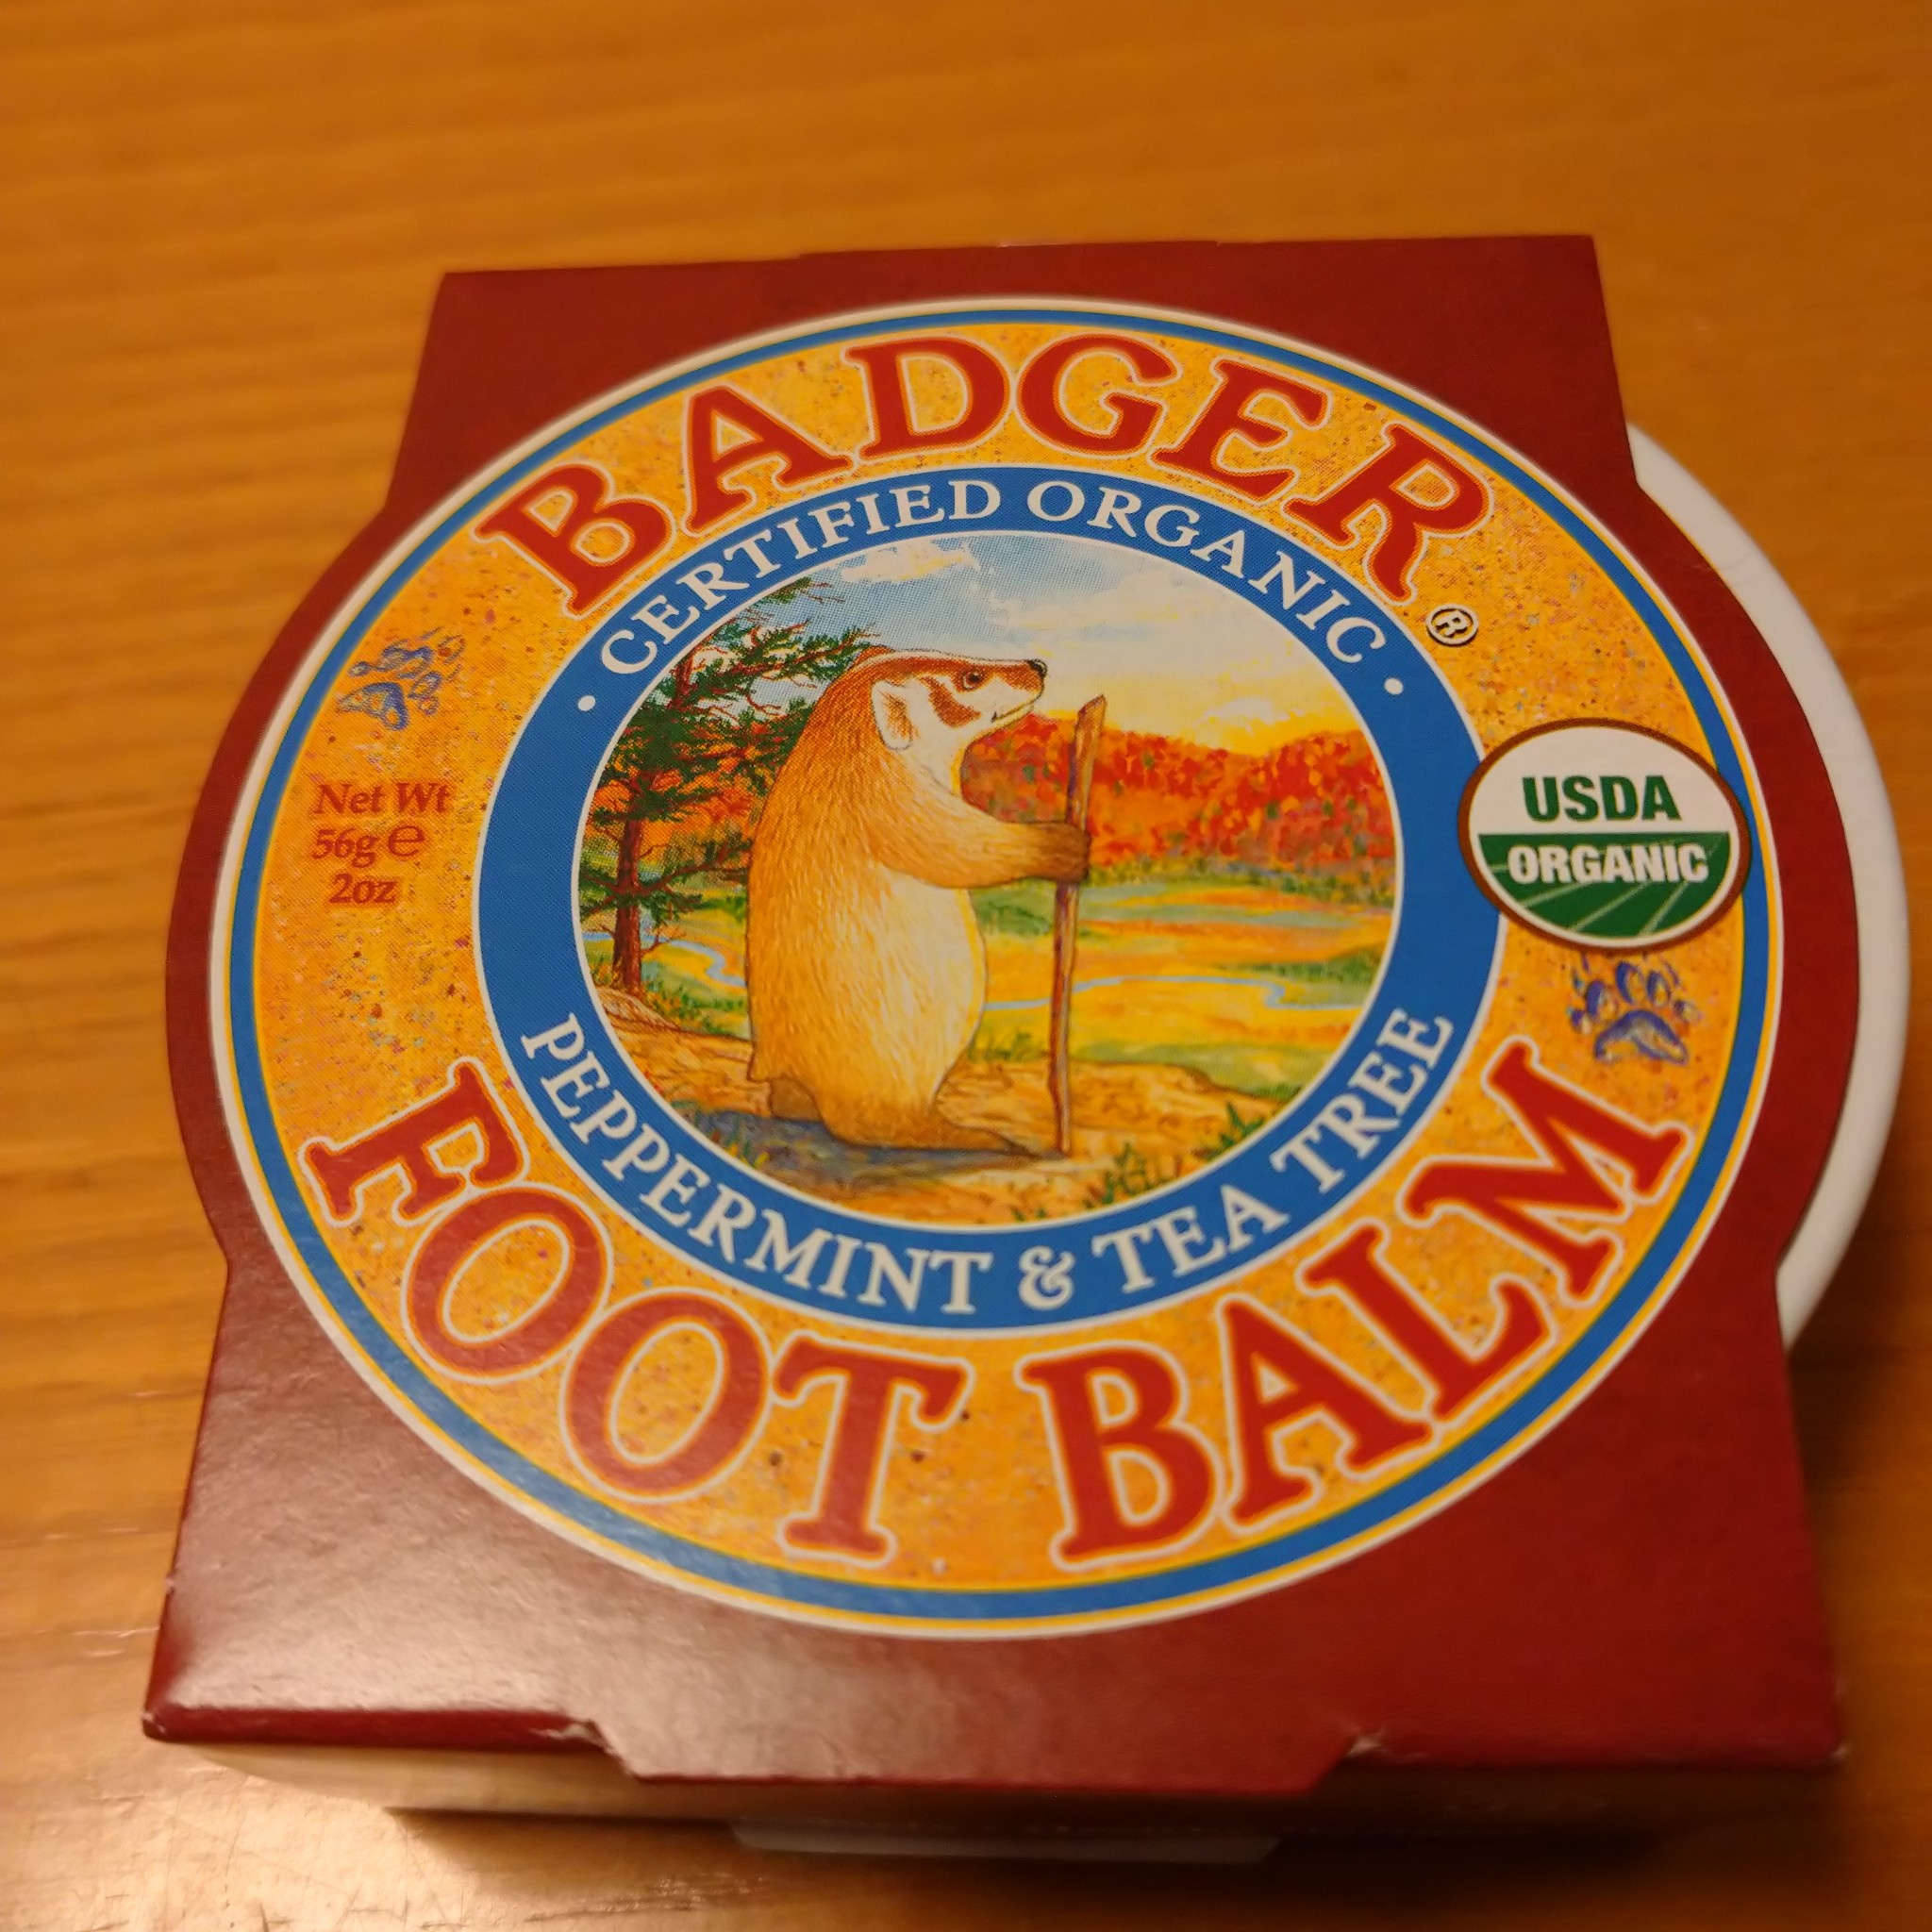 BADGER®
• CERTIFIED ORGANIC •
Net Wt
56g ℮
2oz
USDA
ORGANIC
PEPPERMINT & TEA TREE
FOOT BALM